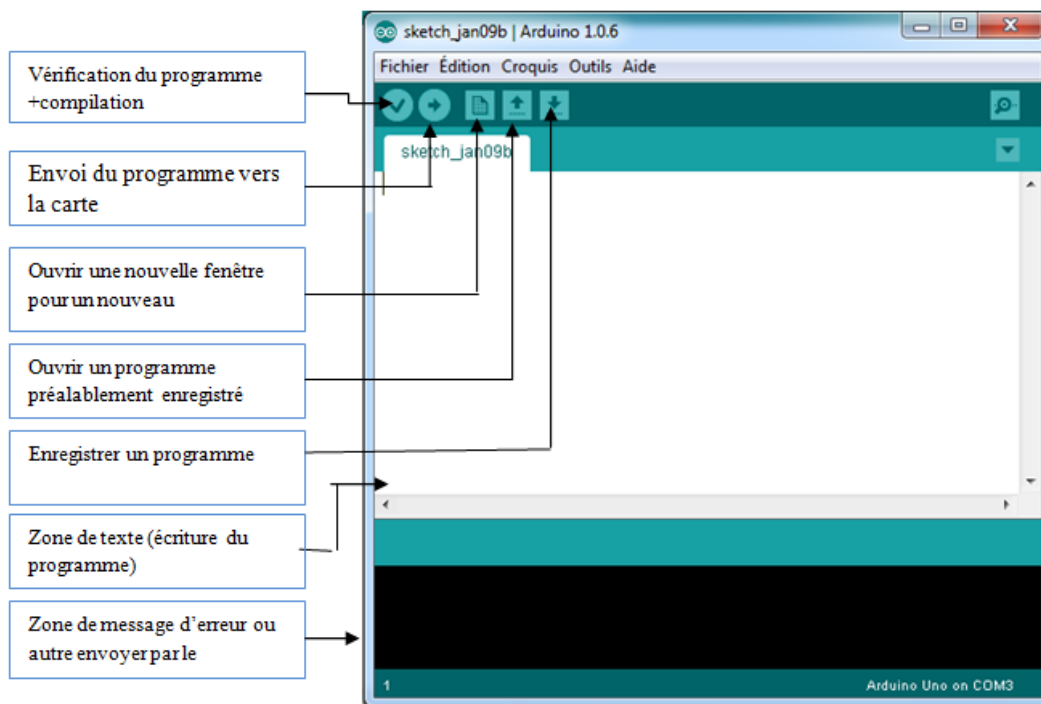 sketch_jan09b | Arduino 1.0.6
Fichier Édition Croquis Outils Aide
sketch_jan09b
Vérification du programme
+compilation
Envoi du programme vers
la carte
Ouvrir une nouvelle fenêtre
pour un nouveau
Ouvrir un programme
préalablement enregistré
Enregistrer un programme
Zone de texte (écriture du
programme)
Zone de message d’erreur ou
autre envoyer par le
1
Arduino Uno on COM3